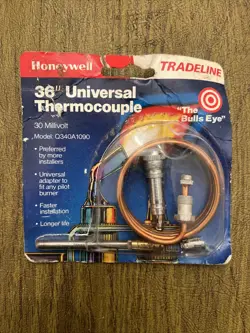 Honeywell
TRADELINE
36" Universal
Thermocouple
30 Millivolt
Model Q340A1090
"The
Bulls Eye"
• Preferred
by more
installers
• Universal
adapter to
fit any pilot
burner
• Faster
installation
• Longer life